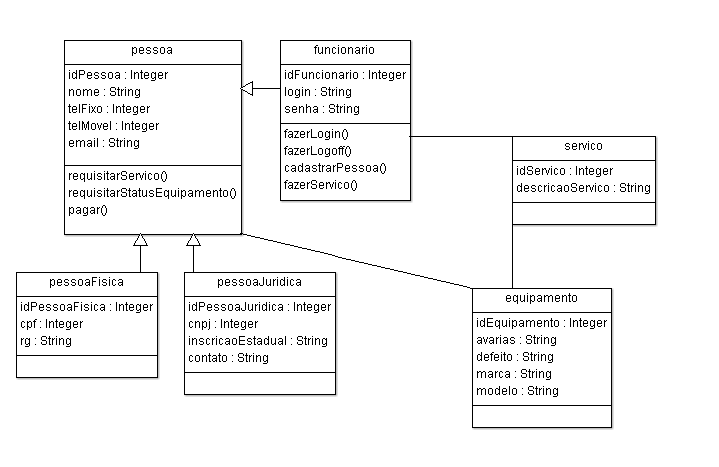 pessoa
idPessoa : Integer
nome : String
telFixo : Integer
telMovel : Integer
email : String
requisitarServico()
requisitarStatusEquipamento()
pagar()
funcionario
idFuncionario : Integer
login : String
senha : String
fazerLogin()
fazerLogoff()
cadastrarPessoa()
fazerServico()
servico
idServico : Integer
descricaoServico : String
pessoaFisica
idPessoaFisica : Integer
cpf : Integer
rg : String
pessoaJuridica
idPessoaJuridica : Integer
cnpj : Integer
inscricaoEstadual : String
contato : String
equipamento
idEquipamento : Integer
avarias : String
defeito : String
marca : String
modelo : String